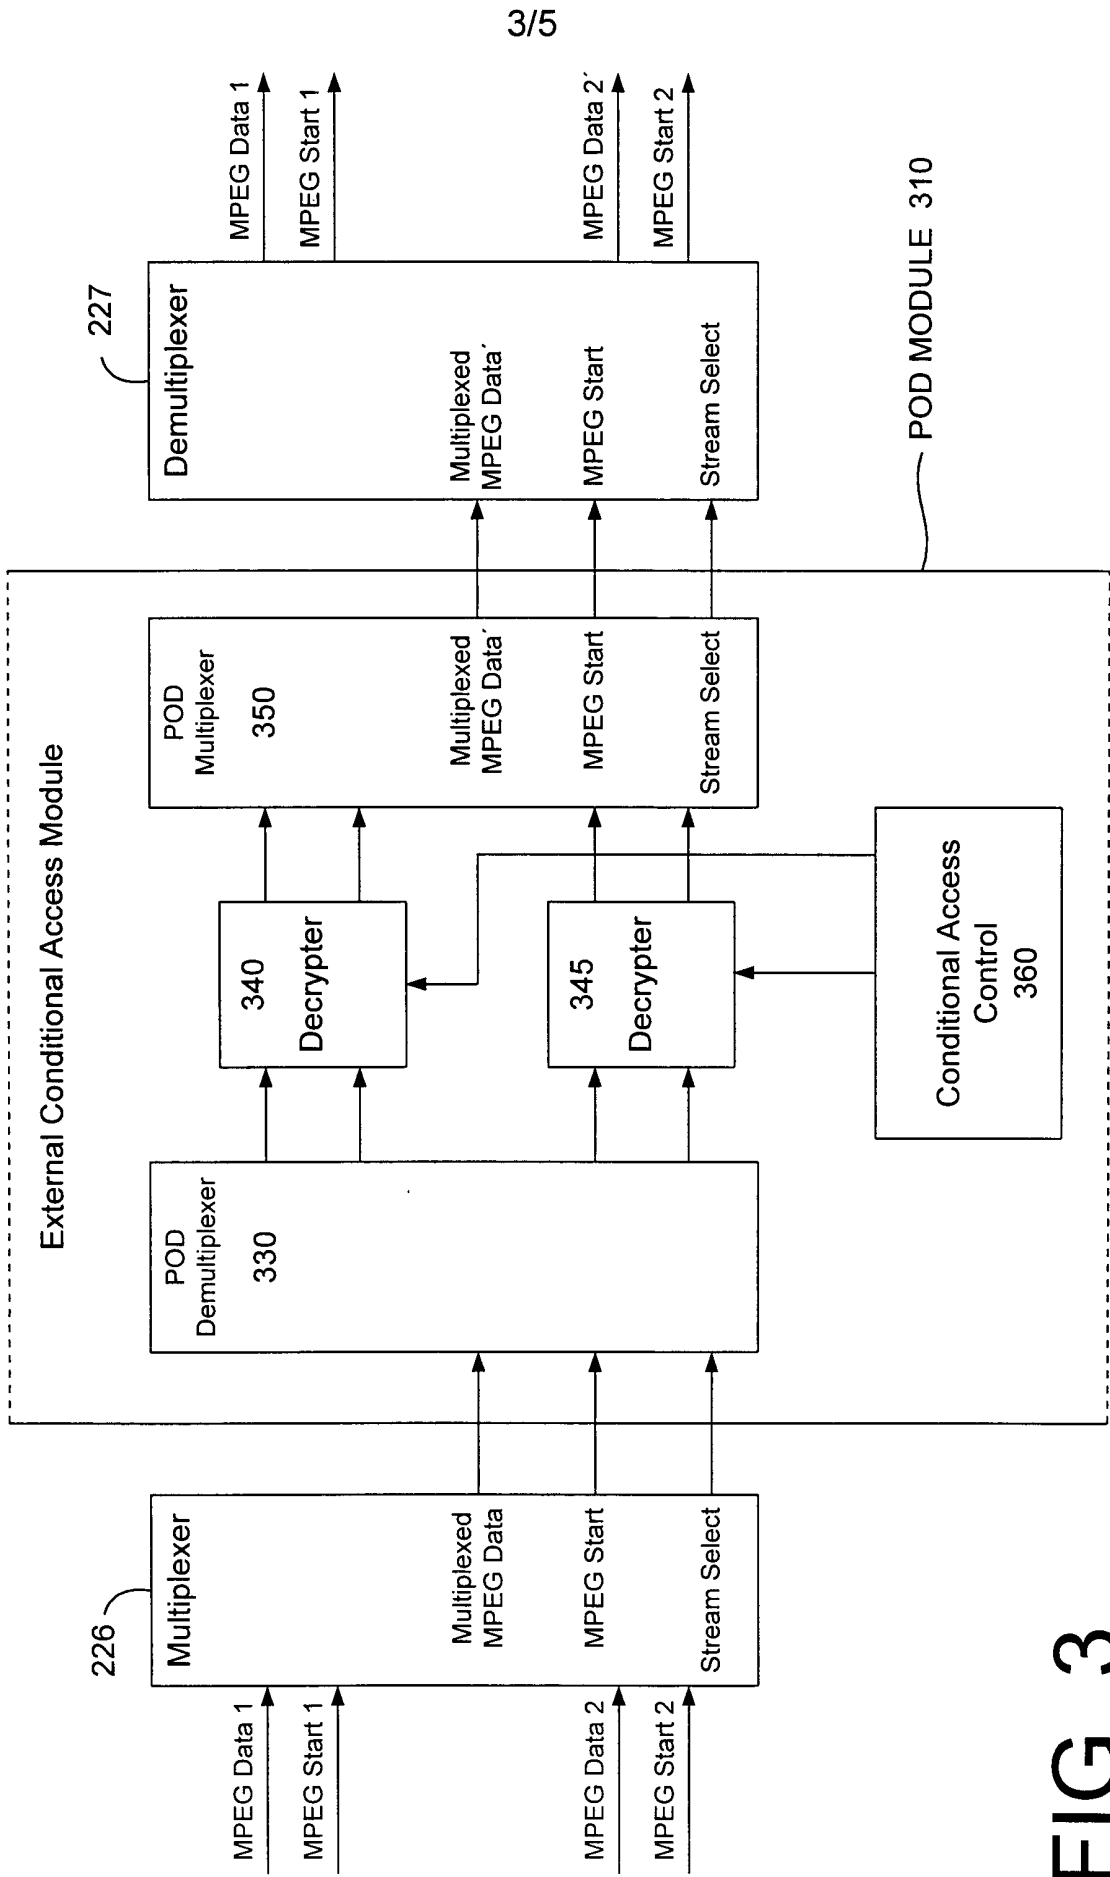 3/5
External Conditional Access Module
226
Multiplexer
MPEG Data 1
MPEG Start 1
MPEG Data 2
MPEG Start 2
Multiplexed
MPEG Data
MPEG Start
Stream Select
POD
Demultiplexer
330
340
Decrypter
345
Decrypter
Conditional Access
Control
360
POD
Multiplexer
350
Multiplexed
MPEG Data´
MPEG Start
Stream Select
227
Demultiplexer
Multiplexed
MPEG Data´
MPEG Start
Stream Select
MPEG Data 1
MPEG Start 1
MPEG Data 2´
MPEG Start 2
POD MODULE 310
FIG 3